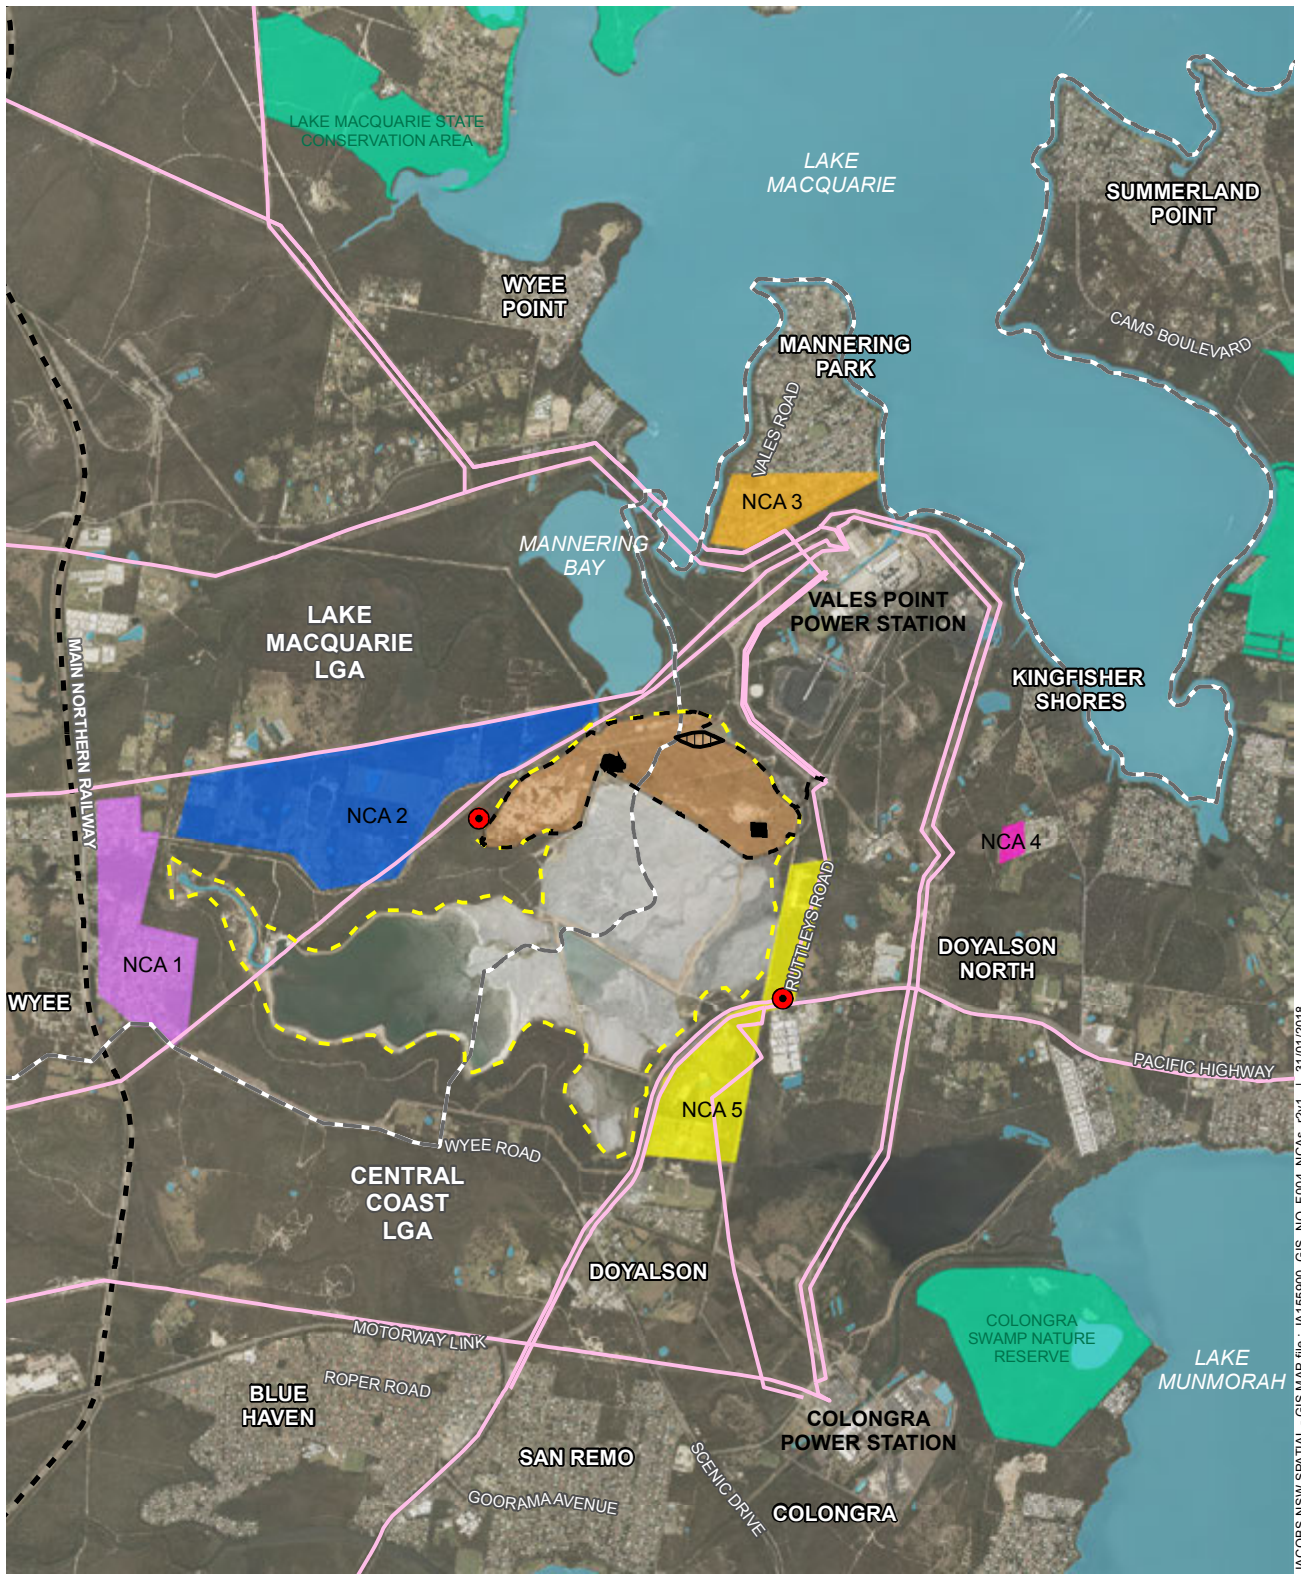 LAKE MACQUARIE STATE
CONSERVATION AREA
LAKE
MACQUARIE
SUMMERLAND
POINT
WYEE
POINT
CAMS BOULEVARD
MANNERING
PARK
VALES ROAD
NCA 3
MANNERING
BAY
VALES POINT
POWER STATION
LAKE
MACQUARIE
LGA
MAIN NORTHERN RAILWAY
KINGFISHER
SHORES
NCA 2
NCA 4
RUTTLEYS ROAD
NCA 1
DOYALSON
NORTH
WYEE
PACIFIC HIGHWAY
NCA 5
WYEE ROAD
CENTRAL
COAST
LGA
DOYALSON
COLONGRA
SWAMP NATURE
RESERVE
MOTORWAY LINK
LAKE
MUNMORAH
ROPER ROAD
BLUE
HAVEN
COLONGRA
POWER STATION
SAN REMO
SCENIC DRIVE
GOORAMA AVENUE
COLONGRA